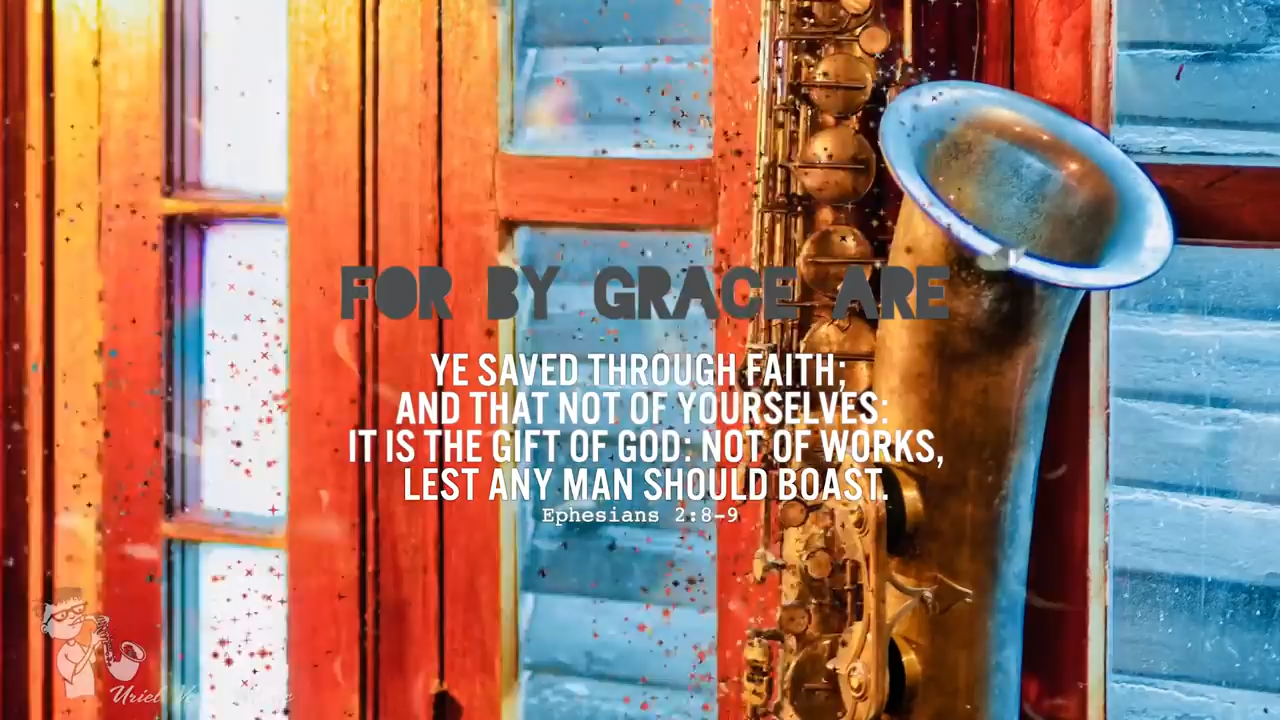 FOR BY GRACE ARE
YE SAVED THROUGH FAITH;
AND THAT NOT OF YOURSELVES:
IT IS THE GIFT OF GOD: NOT OF WORKS,
LEST ANY MAN SHOULD BOAST.
Ephesians 2:8-9
Uriel